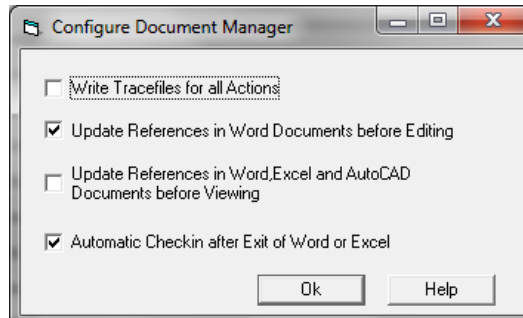 Configure Document Manager
Write Tracefiles for all Actions
Update References in Word Documents before Editing
Update References in Word,Excel and AutoCAD
Documents before Viewing
Automatic Checkin after Exit of Word or Excel
Ok
Help